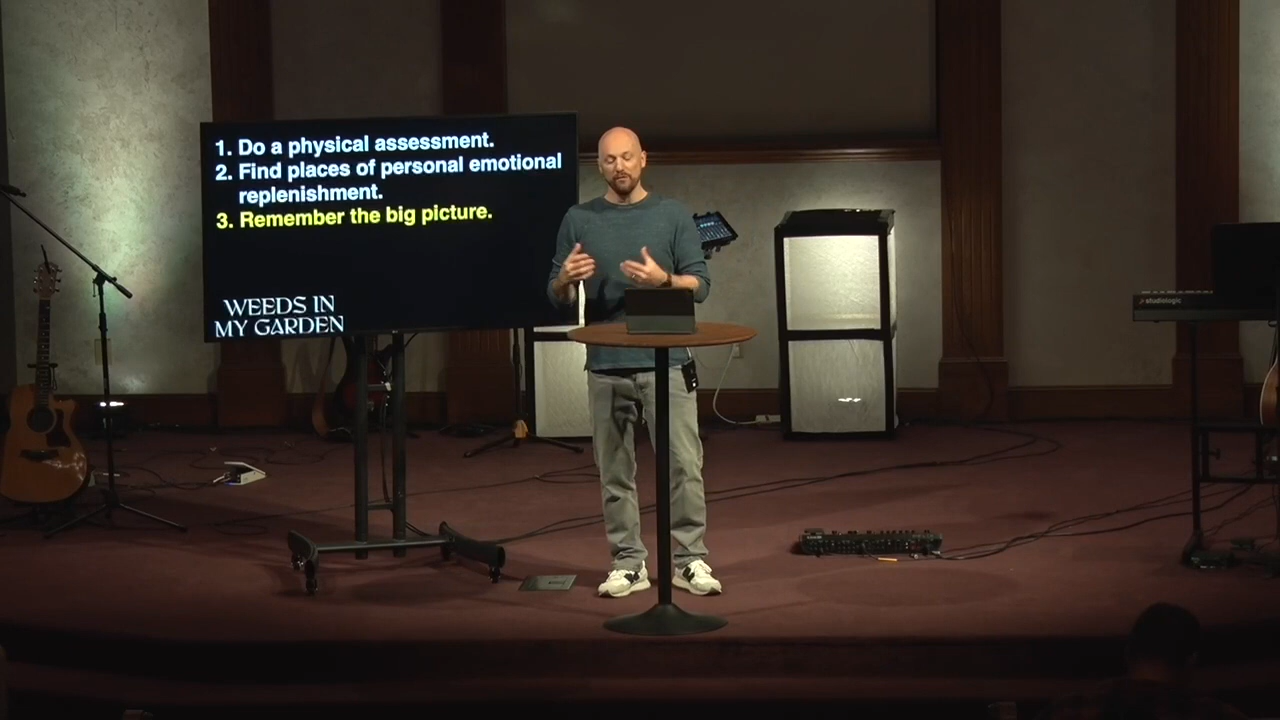 1. Do a physical assessment.
2. Find places of personal emotional
replenishment.
3. Remember the big picture.
WEEDS IN
MY GARDEN
studiologic